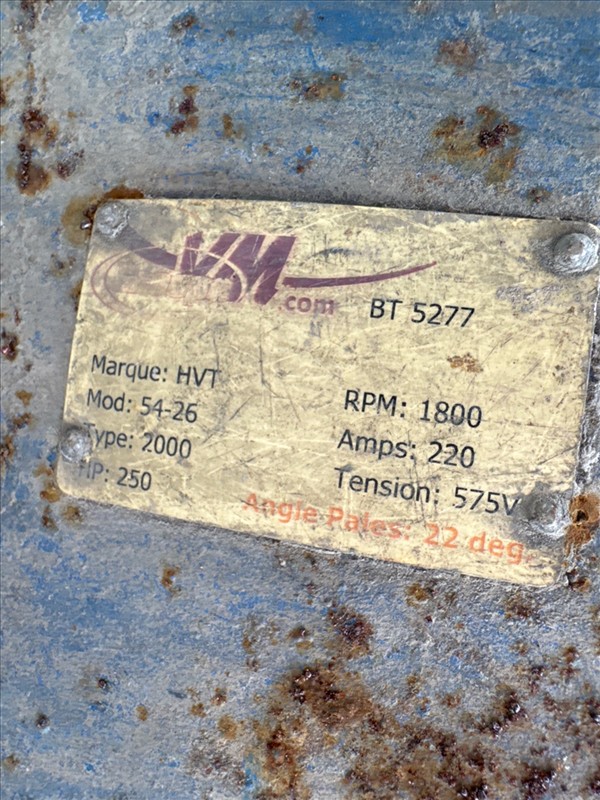 VM
.com
BT 5277
Marque: HVT
Mod: 54-26
Type: 2000
HP: 250
RPM: 1800
Amps: 220
Tension: 575V
Angle Pales: 22 deg.